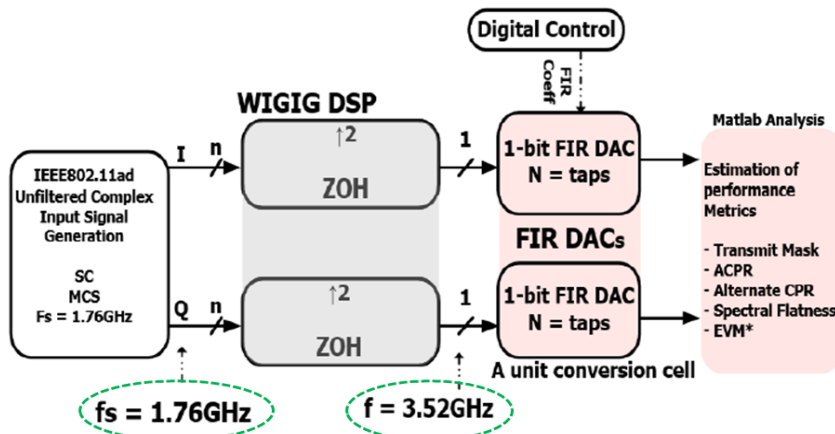 Digital Control
FIR
Coeff
WIGIG DSP
Matlab Analysis
IEEE802.11ad
Unfiltered Complex
Input Signal
Generation
SC
MCS
Fs = 1.76GHz
I
n
↑2
ZOH
1
1-bit FIR DAC
N = taps
FIR DACs
Estimation of
performance
Metrics
- Transmit Mask
- ACPR
- Alternate CPR
- Spectral Flatness
- EVM*
Q
n
↑2
ZOH
1
1-bit FIR DAC
N = taps
A unit conversion cell
fs = 1.76GHz
f = 3.52GHz